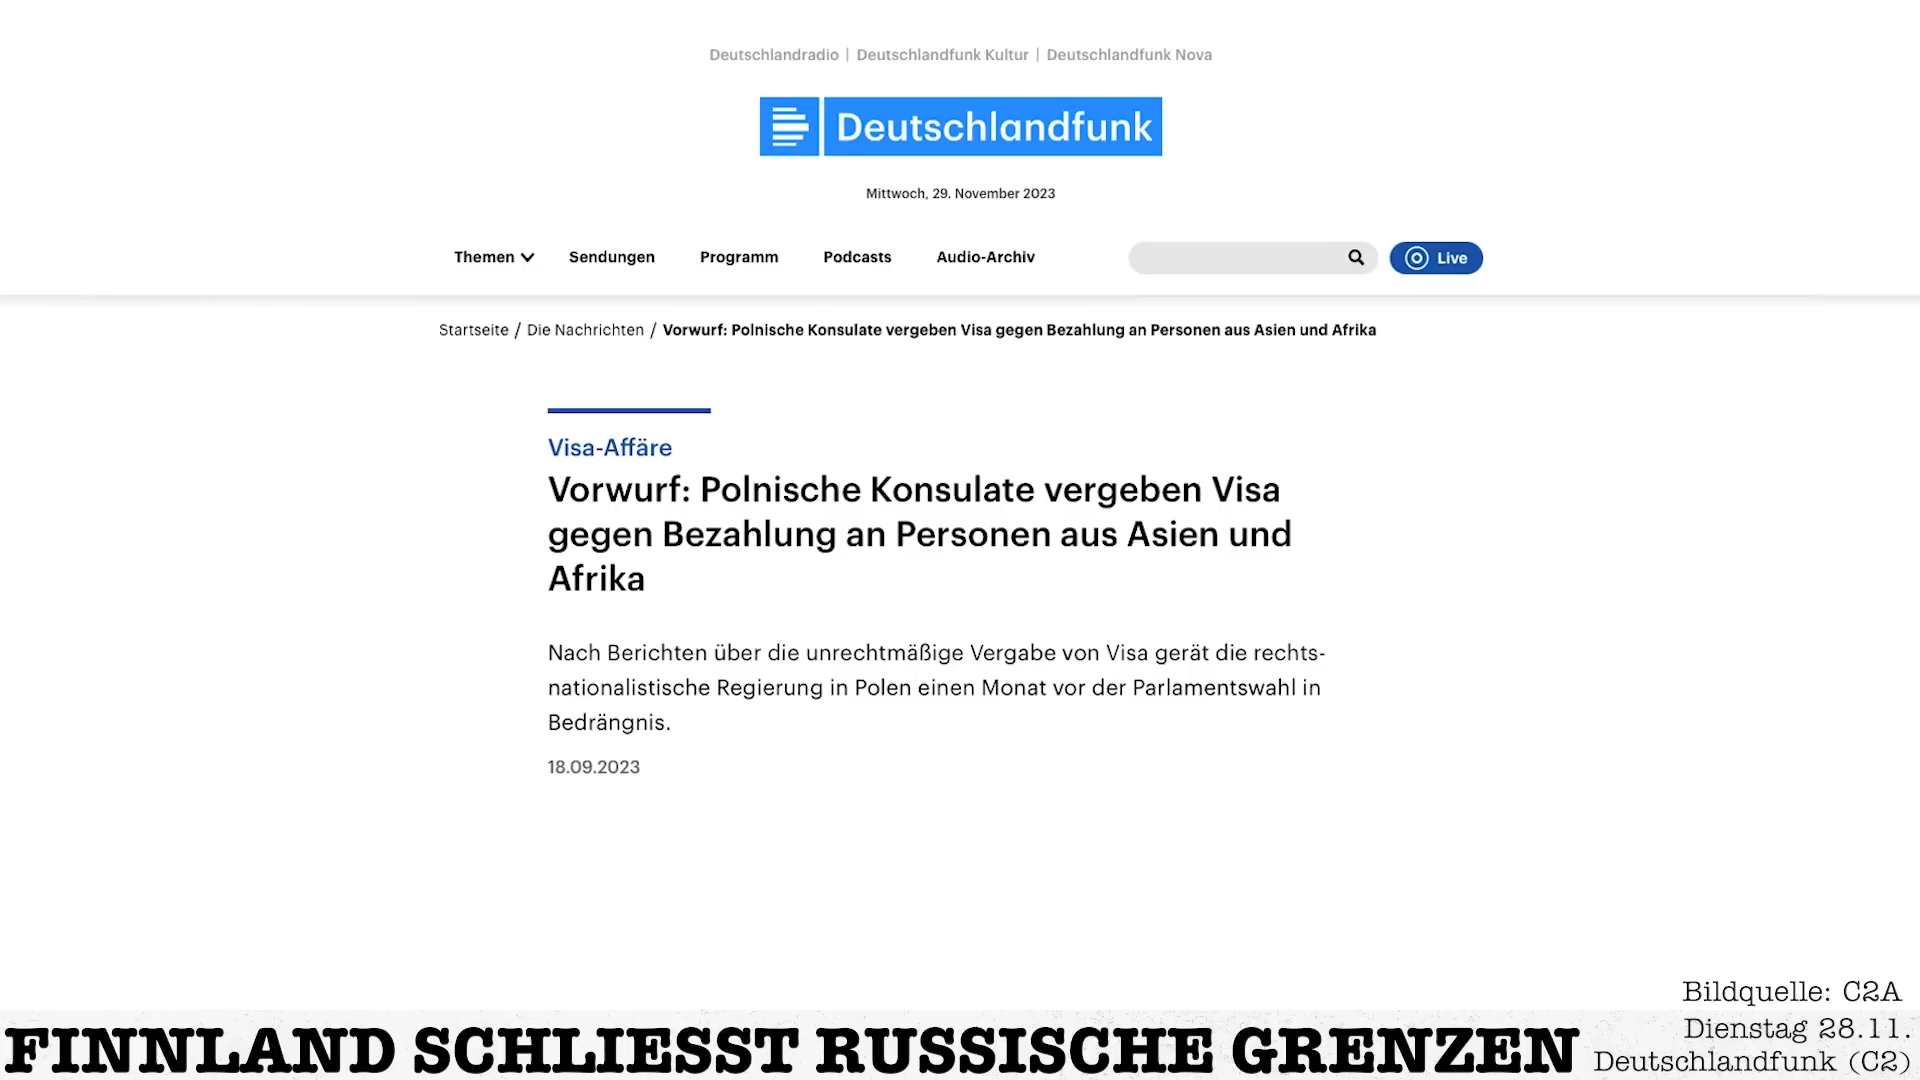 Deutschlandradio | Deutschlandfunk Kultur | Deutschlandfunk Nova
Deutschlandfunk
Mittwoch, 29. November 2023
Themen Sendungen Programm Podcasts Audio-Archiv Live
Startseite / Die Nachrichten / Vorwurf: Polnische Konsulate vergeben Visa gegen Bezahlung an Personen aus Asien und Afrika
Visa-Affäre
Vorwurf: Polnische Konsulate vergeben Visa
gegen Bezahlung an Personen aus Asien und
Afrika
Nach Berichten über die unrechtmäßige Vergabe von Visa gerät die rechts-
nationalistische Regierung in Polen einen Monat vor der Parlamentswahl in
Bedrängnis.
18.09.2023
Bildquelle: C2A
FINNLAND SCHLIESST RUSSISCHE GRENZEN
Dienstag 28.11.
Deutschlandfunk (C2)